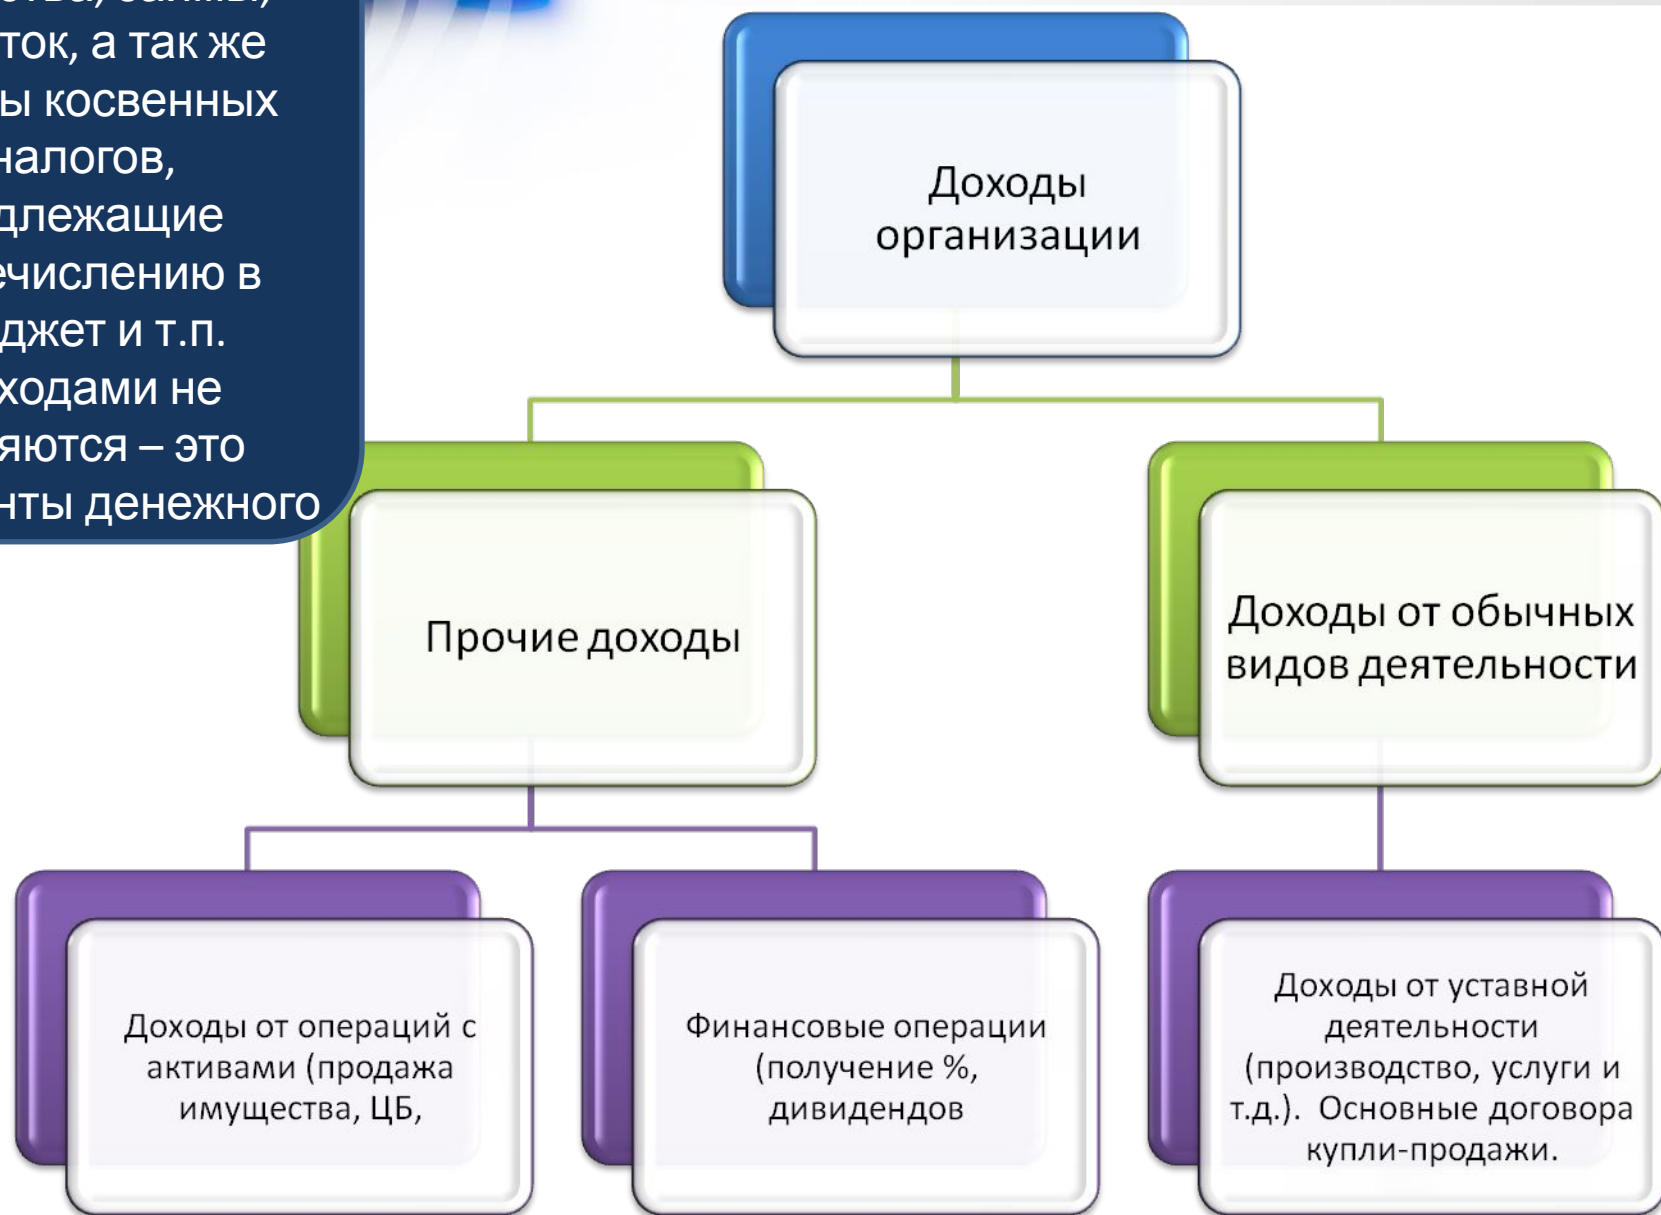 займы,
ток, а так же
ы косвенных
налогов,
длежащие
ечислению в
джет и т.п.
ходами не
яются – это
нты денежного
Доходы
организации
Прочие доходы
Доходы от обычных
видов деятельности
Доходы от операций с
активами (продажа
имущества, ЦБ,
Финансовые операции
(получение %,
дивидендов
Доходы от уставной
деятельности
(производство, услуги и
т.д.). Основные договора
купли-продажи.